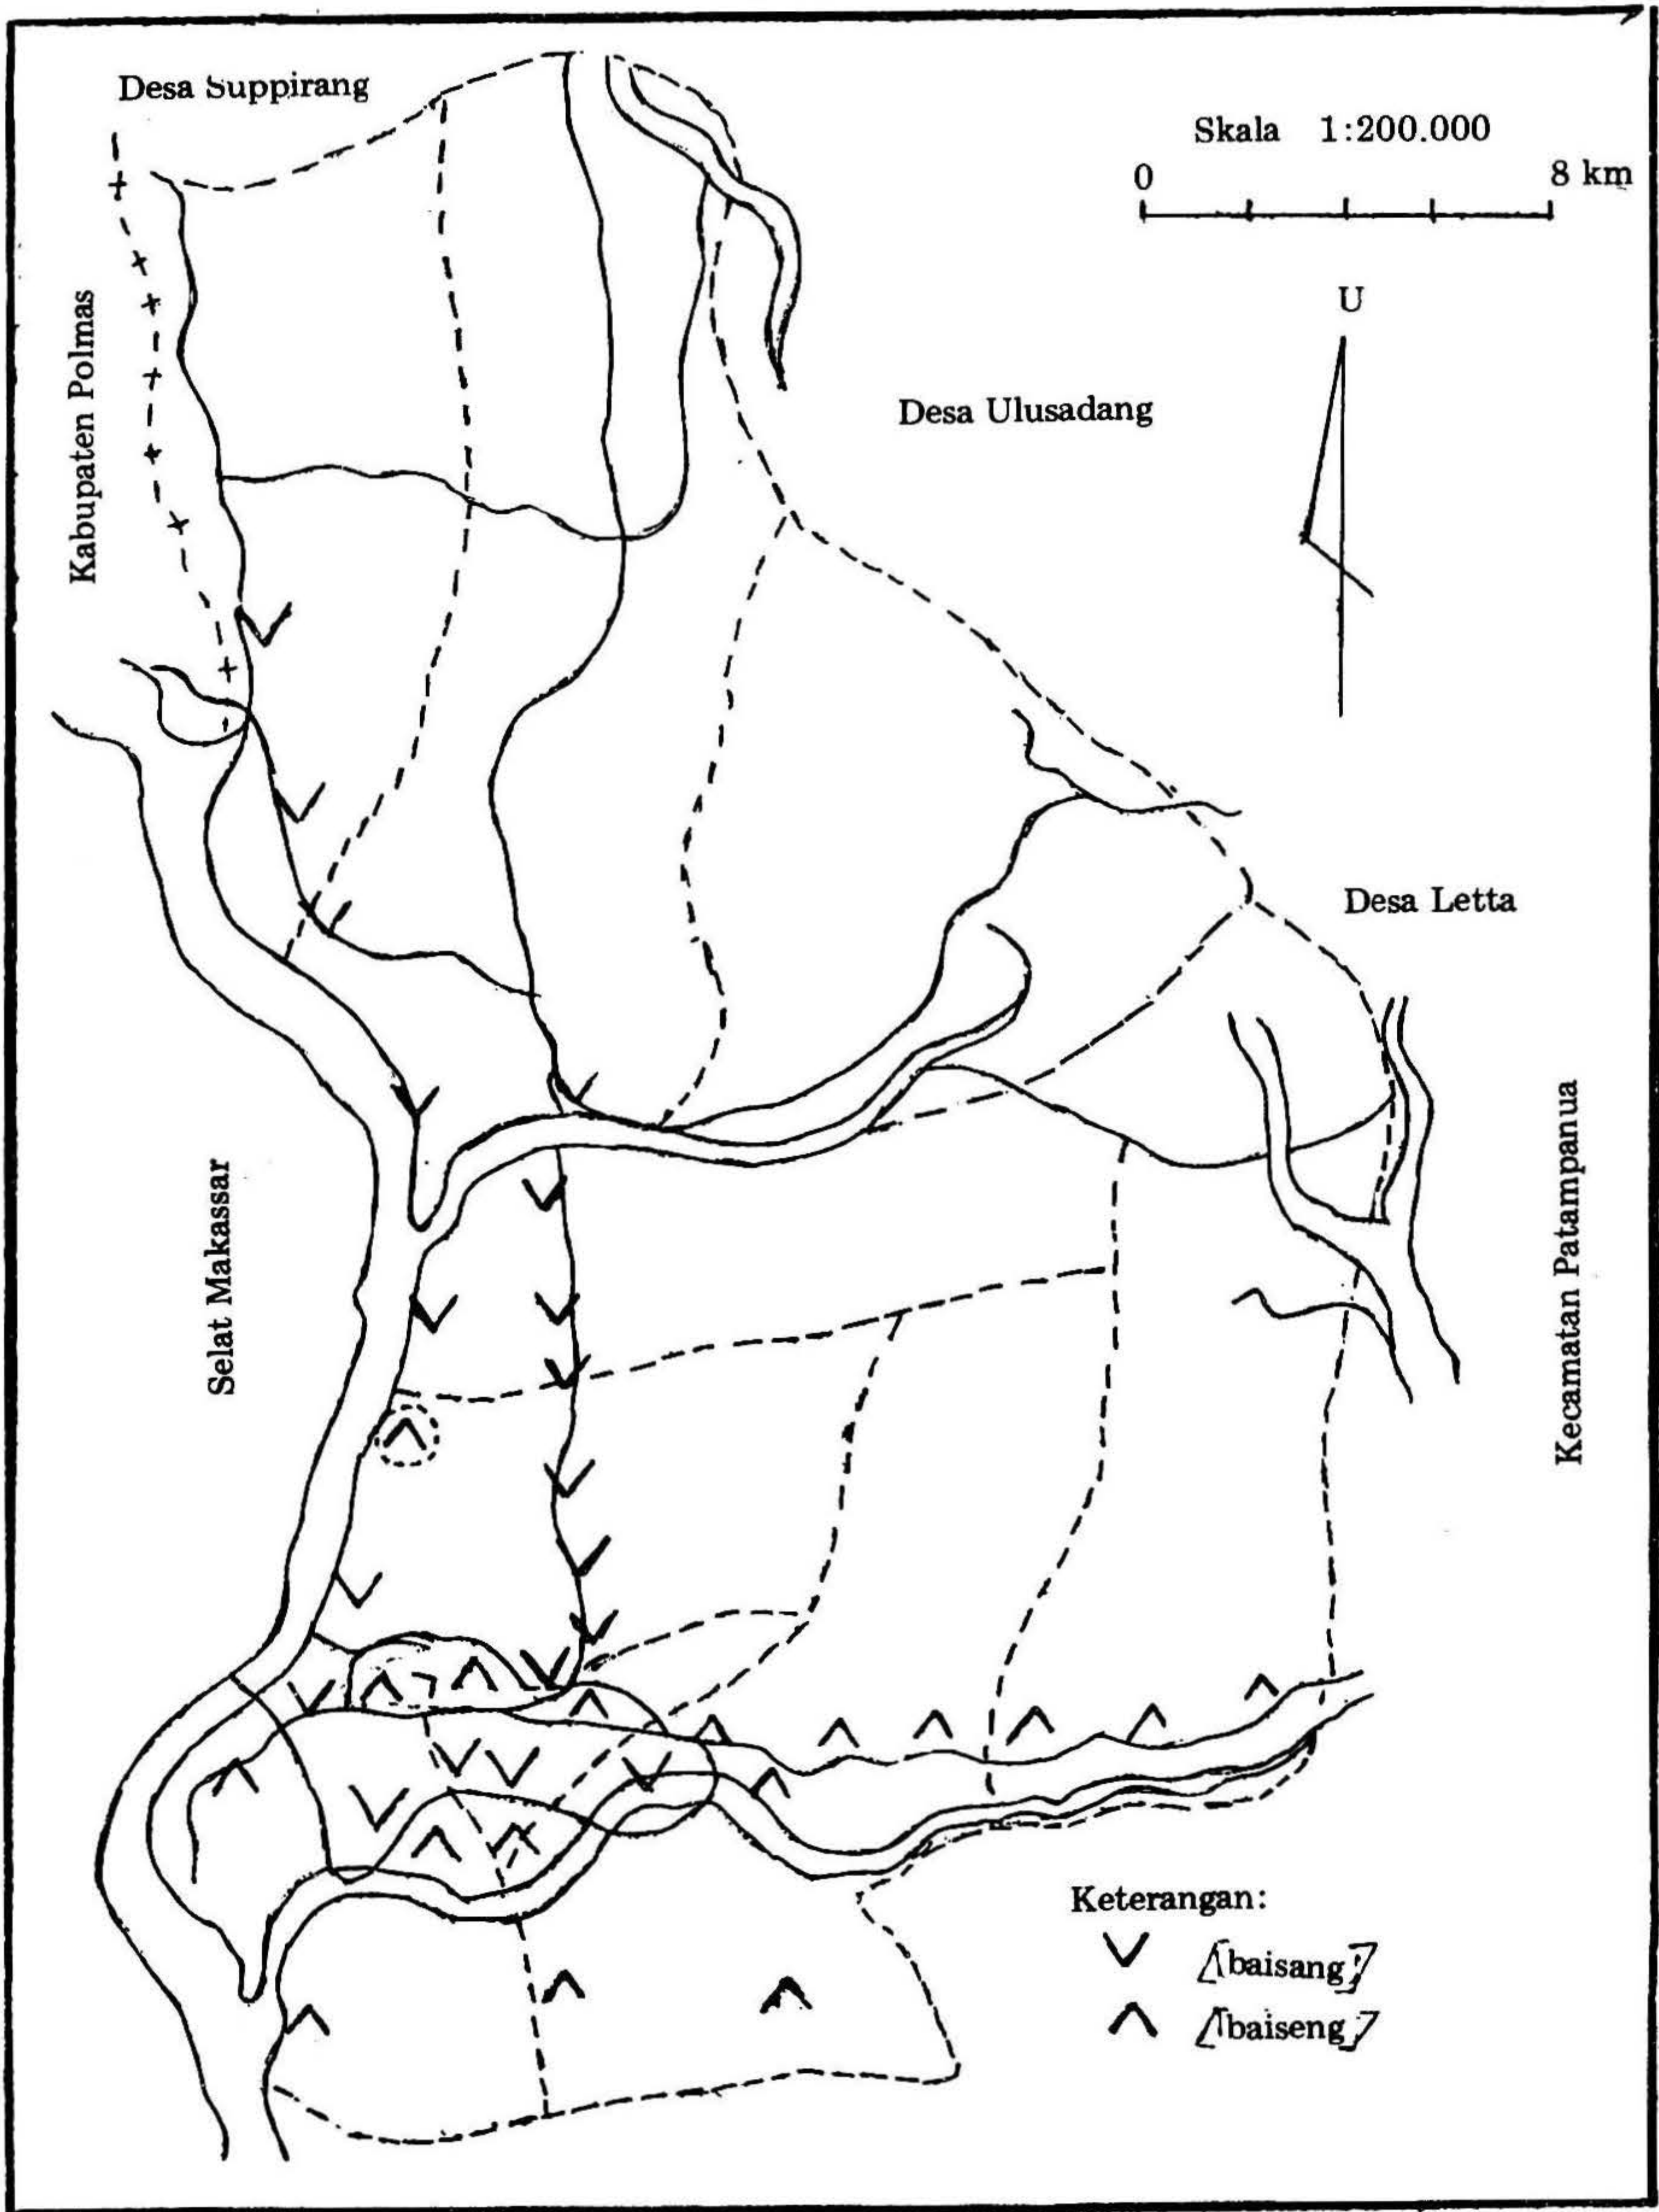 Desa Suppirang
Skala 1:200.000
0 8 km
U
Kabupaten Polmas
Desa Ulusadang
Desa Letta
Selat Makassar
Kecamatan Patampanua
Keterangan:
V [baisang]
Λ [baiseng]